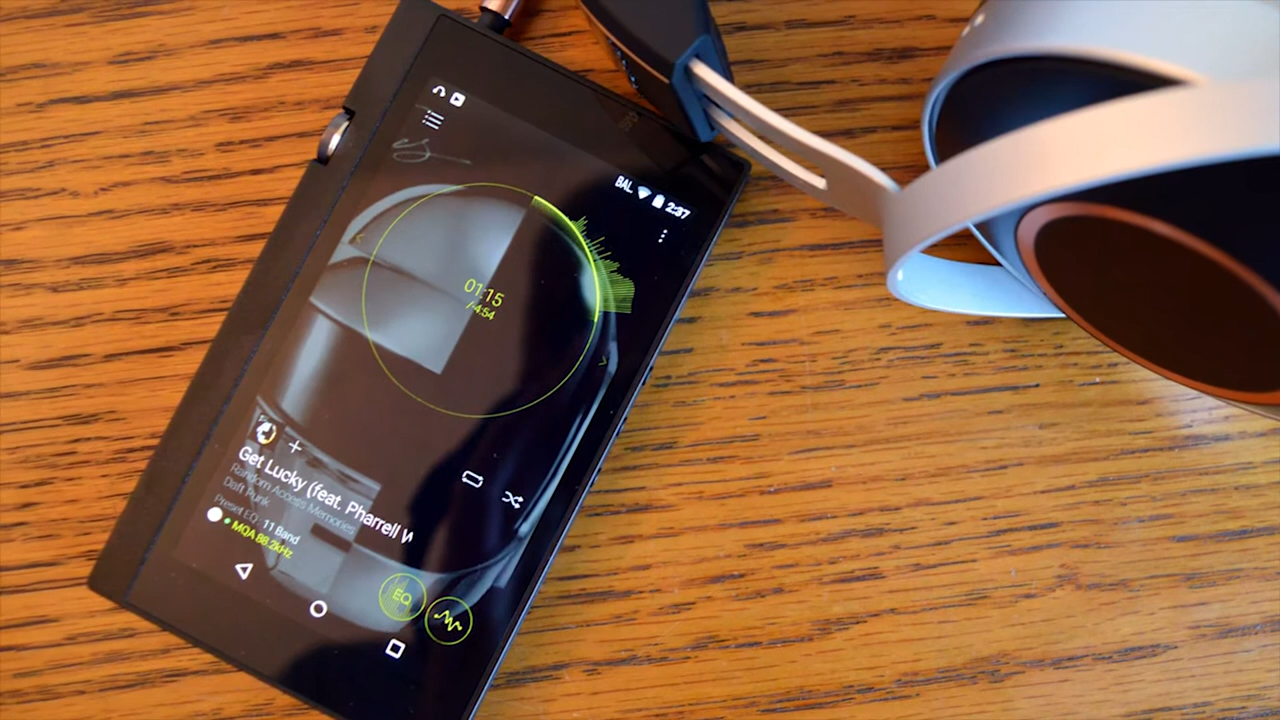 BAL. 2:37
01:15
/-4:54
Get Lucky (feat. Pharrell W
Random Access Memories
Daft Punk
Preset EQ: 11 Band
MQA 88.2kHz
EQ